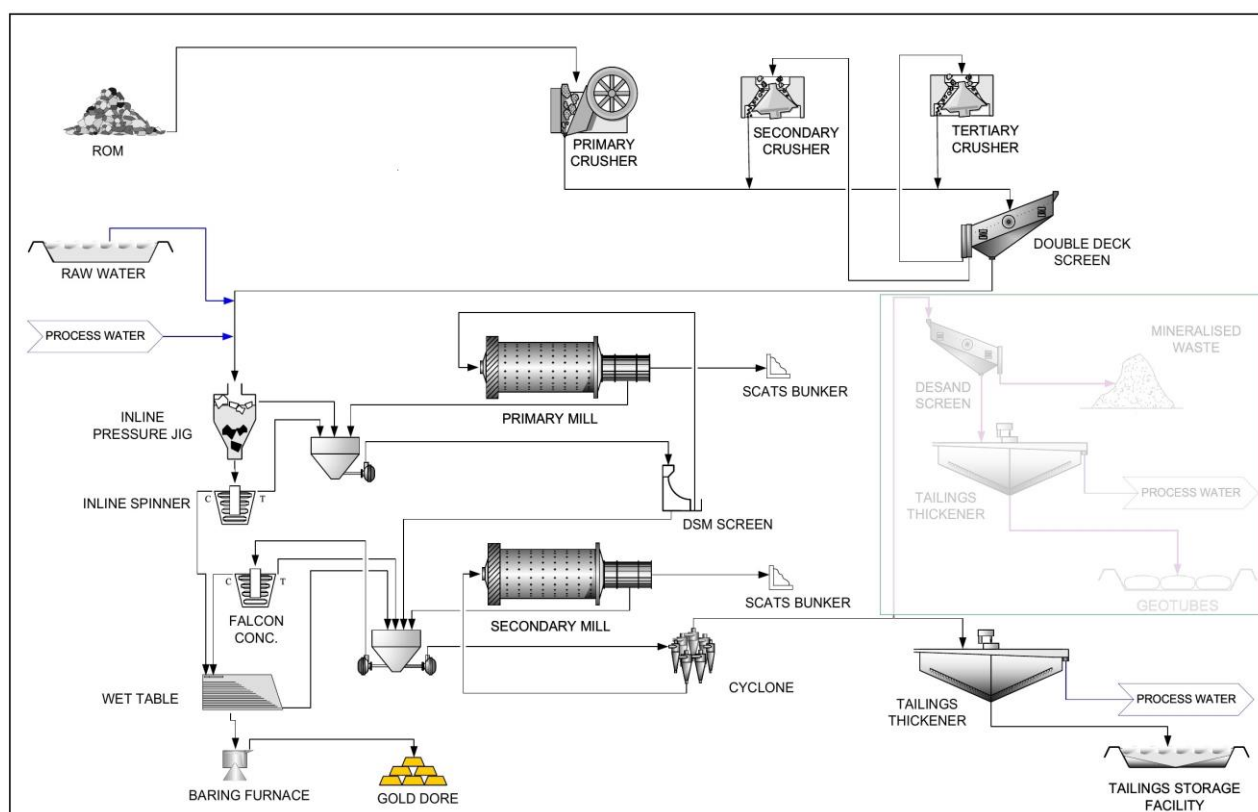 ROM
PRIMARY
CRUSHER
SECONDARY
CRUSHER
TERTIARY
CRUSHER
DOUBLE DECK
SCREEN
RAW WATER
PROCESS WATER
INLINE
PRESSURE JIG
PRIMARY MILL
SCATS BUNKER
DESAND
SCREEN
MINERALISED
WASTE
TAILINGS
THICKENER
PROCESS WATER
GEOTUBES
INLINE SPINNER
C
T
DSM SCREEN
C
T
FALCON
CONC.
SECONDARY MILL
SCATS BUNKER
WET TABLE
CYCLONE
TAILINGS
THICKENER
PROCESS WATER
BARING FURNACE
GOLD DORE
TAILINGS STORAGE
FACILITY